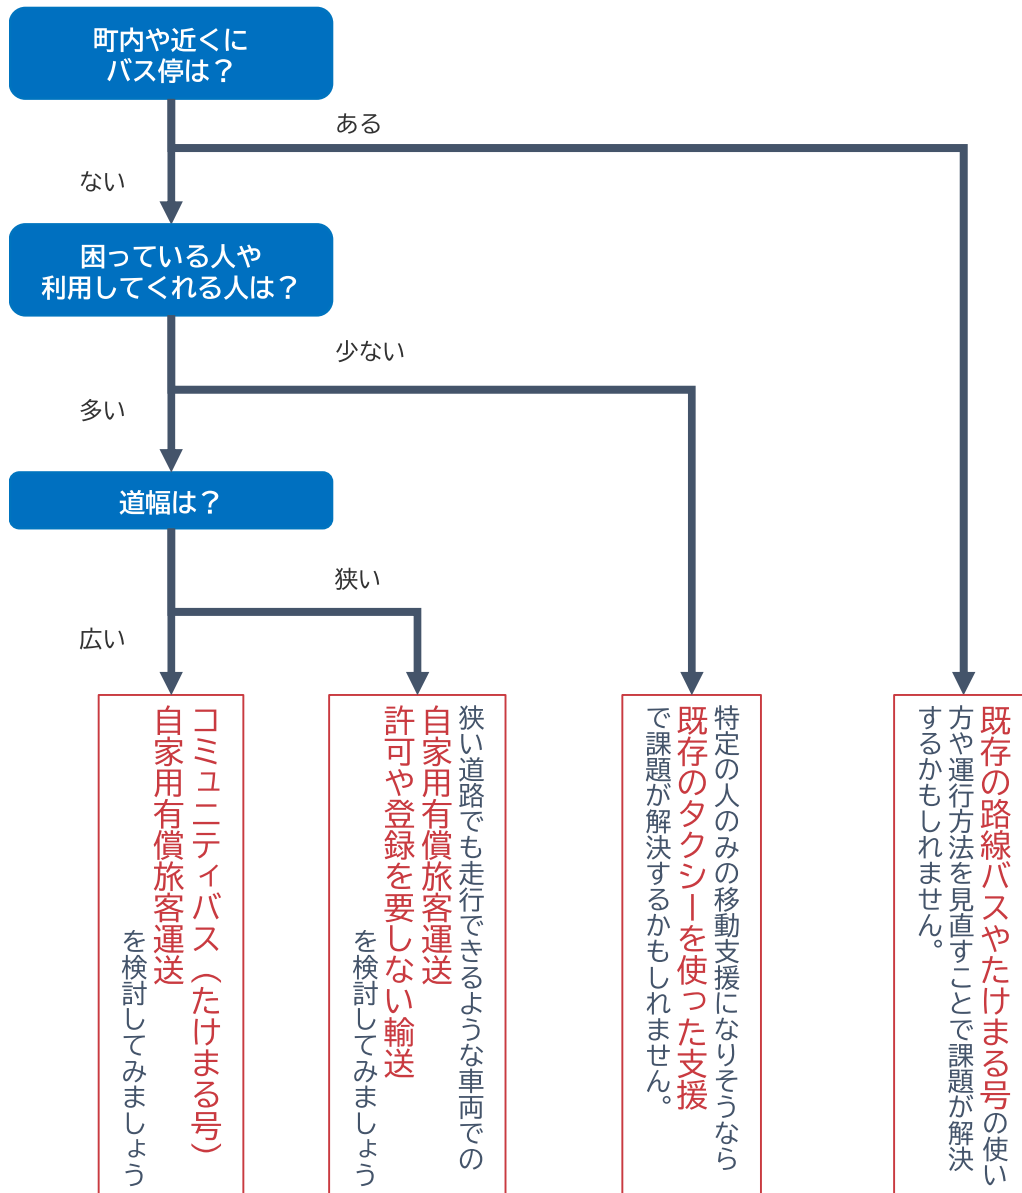 町内や近くに
バス停は？
ある
ない
困っている人や
利用してくれる人は？
少ない
多い
道幅は？
狭い
広い
コミュニティバス（たけまる号）
自家用有償旅客運送
を検討してみましょう
狭い道路でも走行できるような車両での
自家用有償旅客運送
許可や登録を要しない輸送
を検討してみましょう
特定の人のみの移動支援になりそうなら
既存のタクシーを使った支援
で課題が解決するかもしれません。
既存の路線バスやたけまる号の使い
方や運行方法を見直すことで課題が解決
するかもしれません。